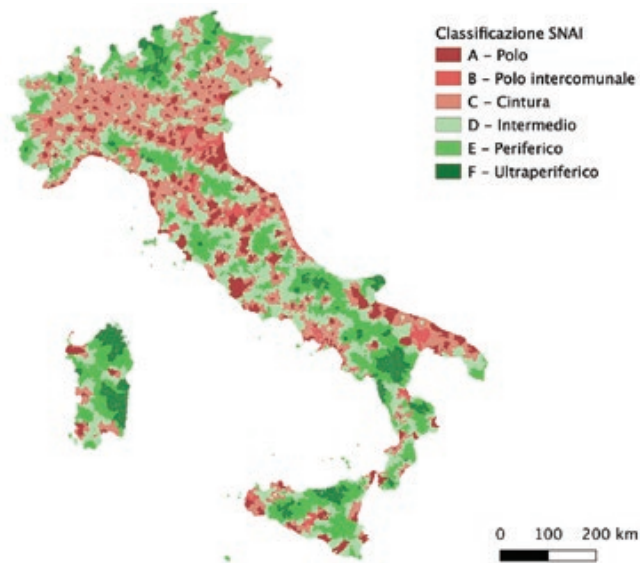 Classificazione SNAI
A – Polo
B – Polo intercomunale
C – Cintura
D – Intermedio
E – Periferico
F – Ultraperiferico
0 100 200 km